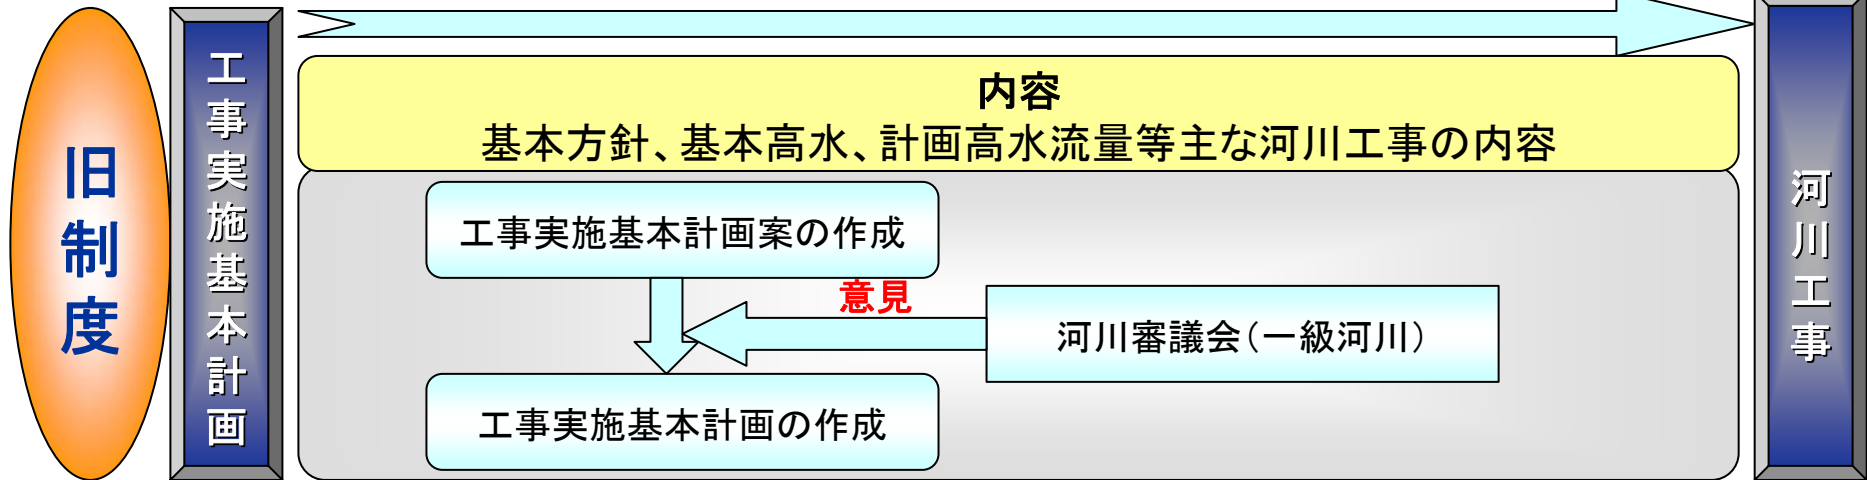 旧制度
工事実施基本計画
内容
基本方針、基本高水、計画高水流量等主な河川工事の内容
工事実施基本計画案の作成
意見
河川審議会（一級河川）
工事実施基本計画の作成
河川工事